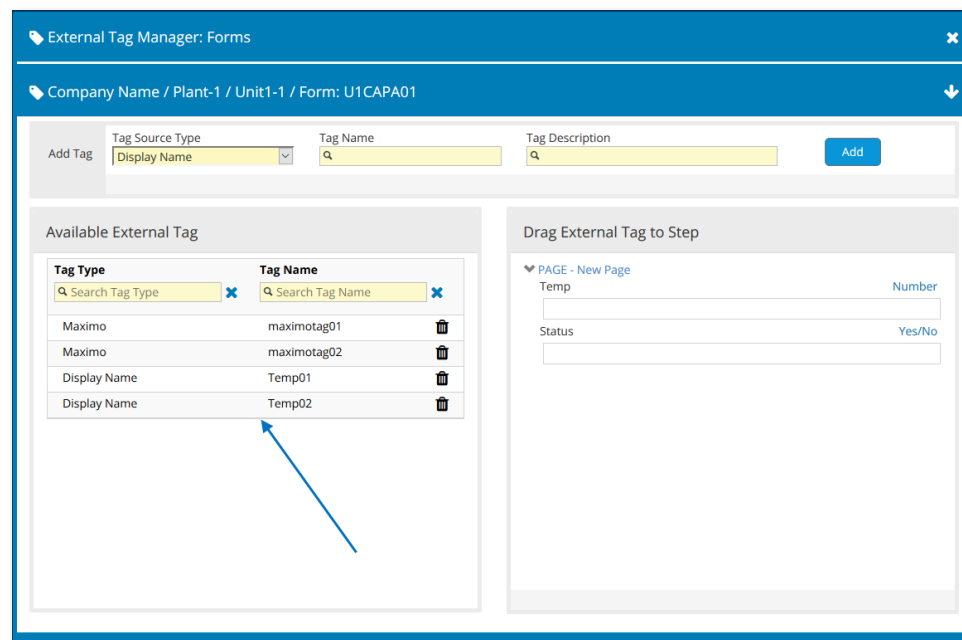 External Tag Manager: Forms
Company Name / Plant-1 / Unit1-1 / Form: U1CAPA01
Tag Source Type Tag Name Tag Description
Add Tag Display Name Add
Available External Tag
Tag Type Tag Name
Search Tag Type Search Tag Name
Maximo maximotag01
Maximo maximotag02
Display Name Temp01
Display Name Temp02
Drag External Tag to Step
PAGE - New Page
Temp Number
Status Yes/No